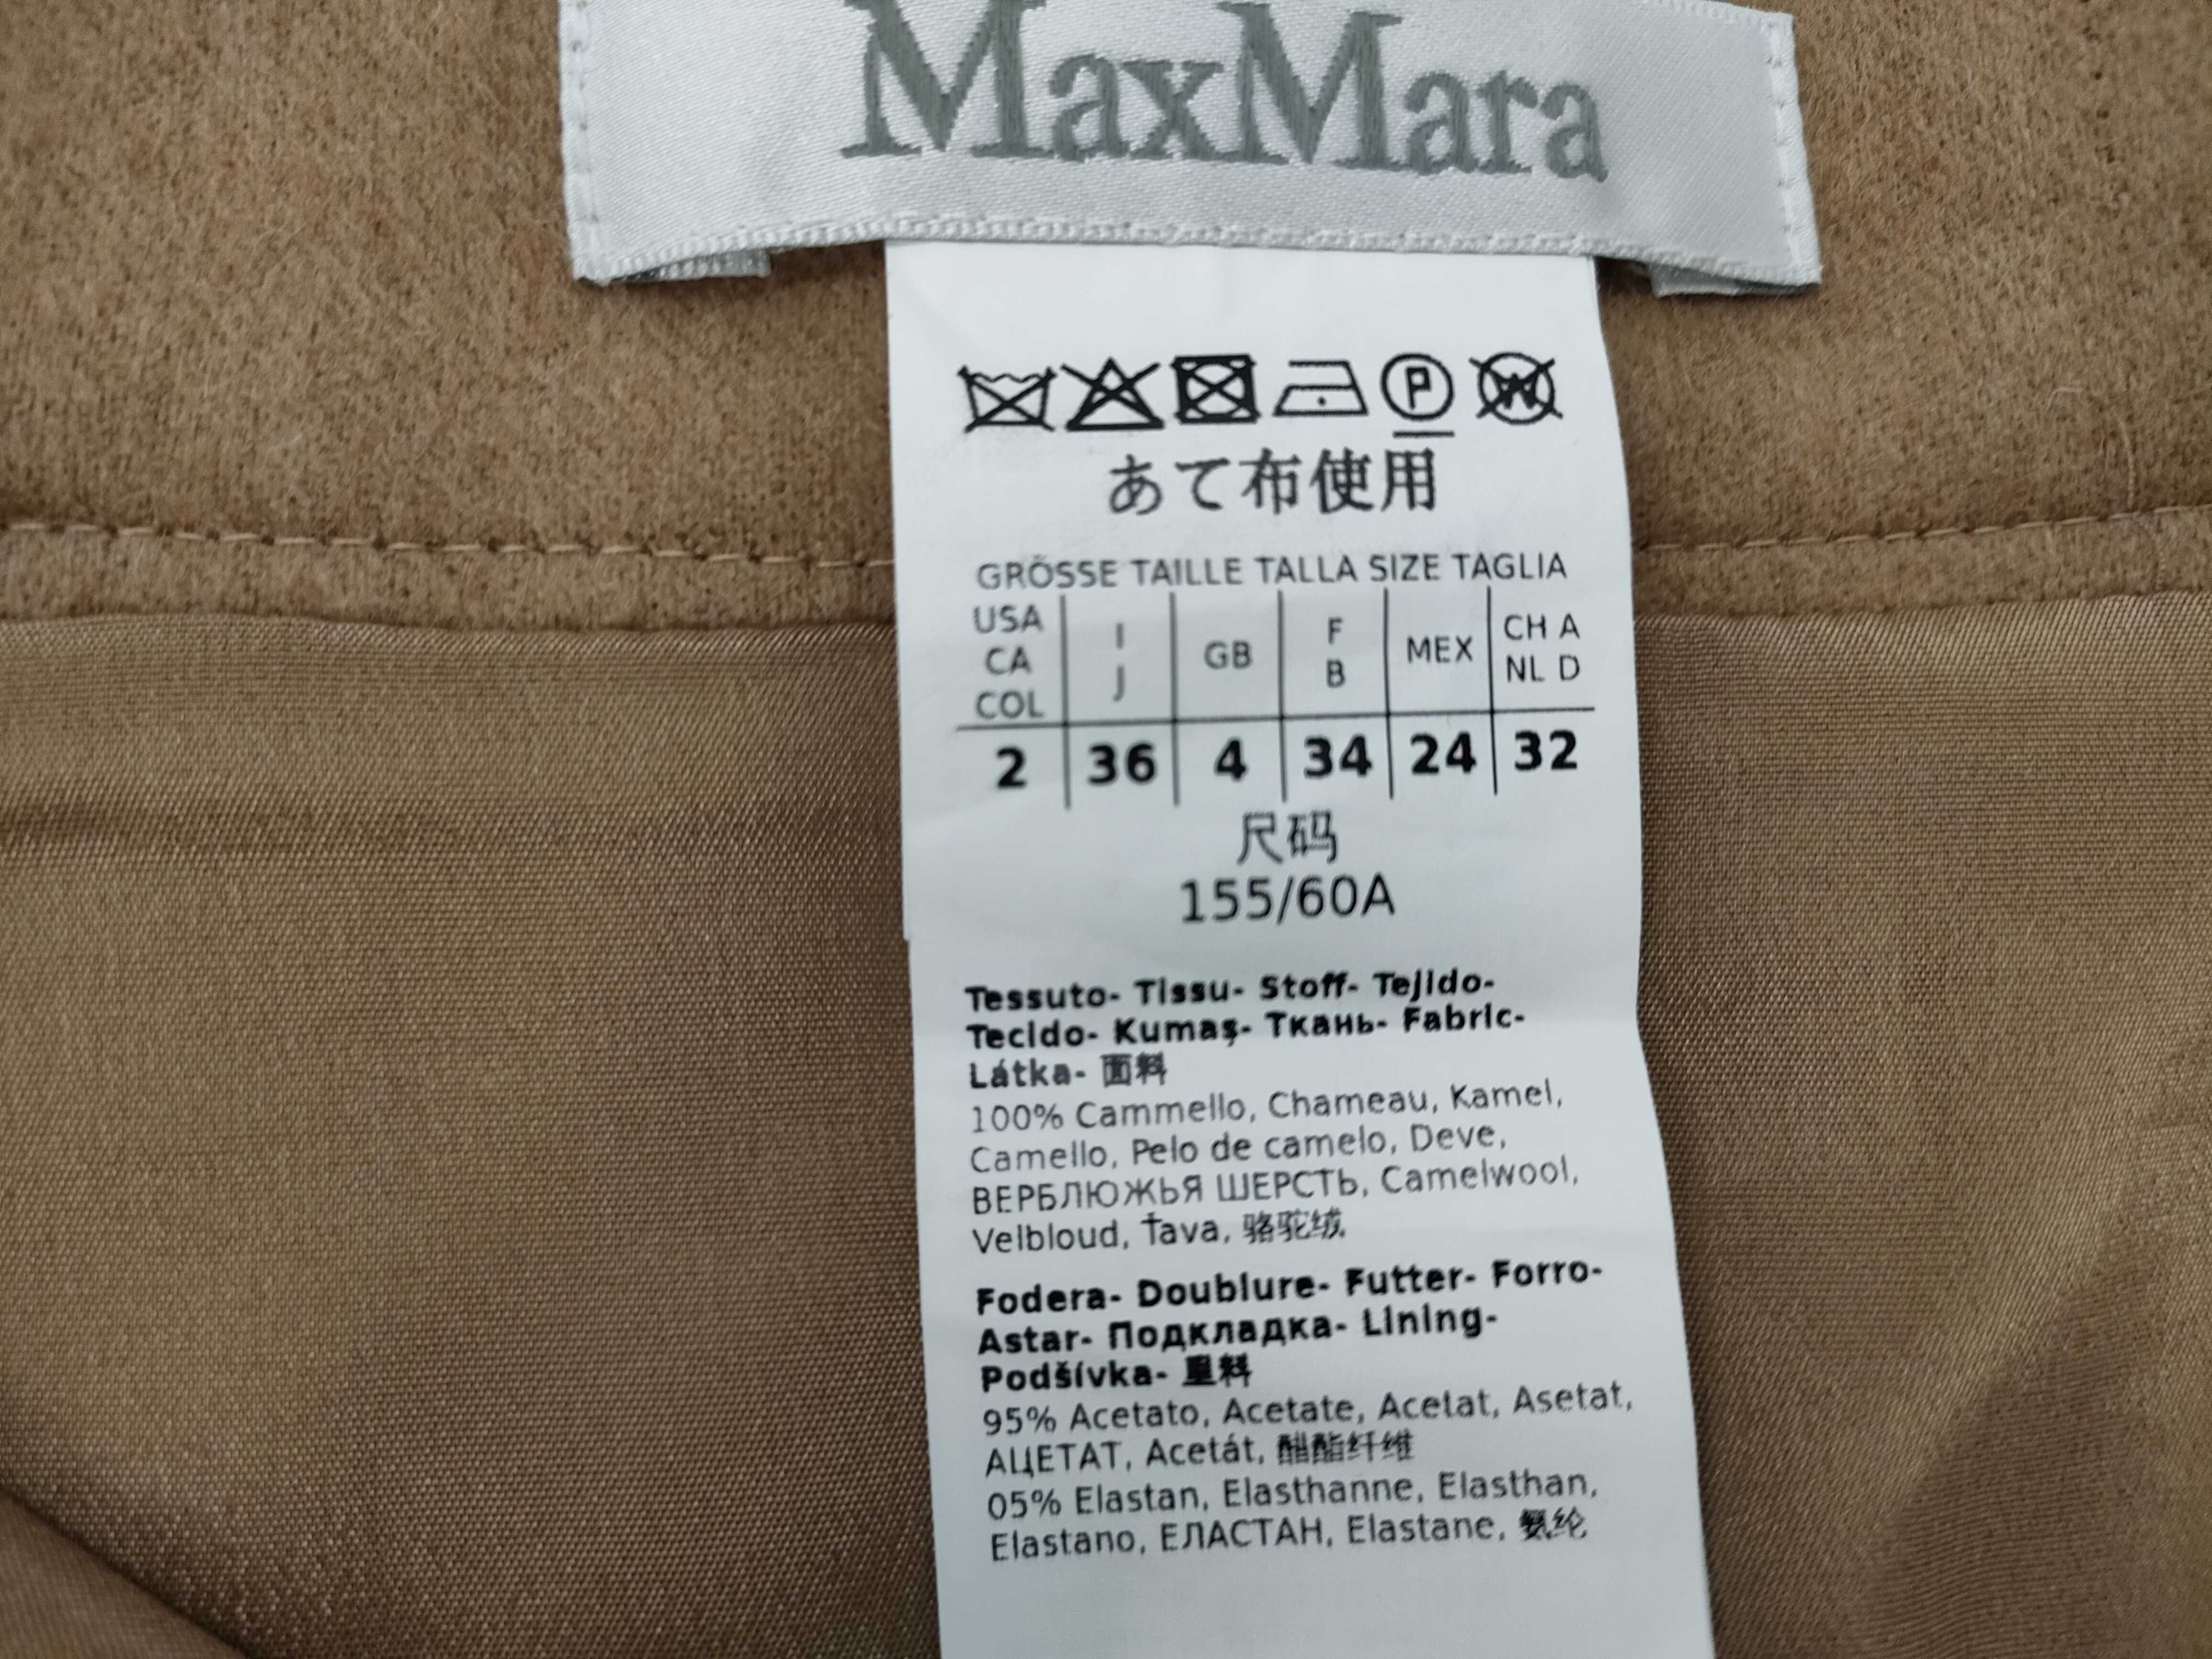 MaxMara
P W
あて布使用
GRÖSSE TAILLE TALLA SIZE TAGLIA
USA CA COL I J GB F B MEX CH A NL D
2 36 4 34 24 32
尺码
155/60A
Tessuto- Tissu- Stoff- Tejido-
Tecido- Kumaş- Ткань- Fabric-
Látka- 面料
100% Cammello, Chameau, Kamel,
Camello, Pelo de camelo, Deve,
ВЕРБЛЮЖЬЯ ШЕРСТЬ, Camelwool,
Velbloud, Ťava, 骆驼绒
Fodera- Doublure- Futter- Forro-
Astar- Подкладка- Lining-
Podšívka- 里料
95% Acetato, Acetate, Acetat, Asetat,
АЦЕТАТ, Acetát, 醋酯纤维
05% Elastan, Elasthanne, Elasthan,
Elastano, ЕЛАСТАН, Elastane, 氨纶